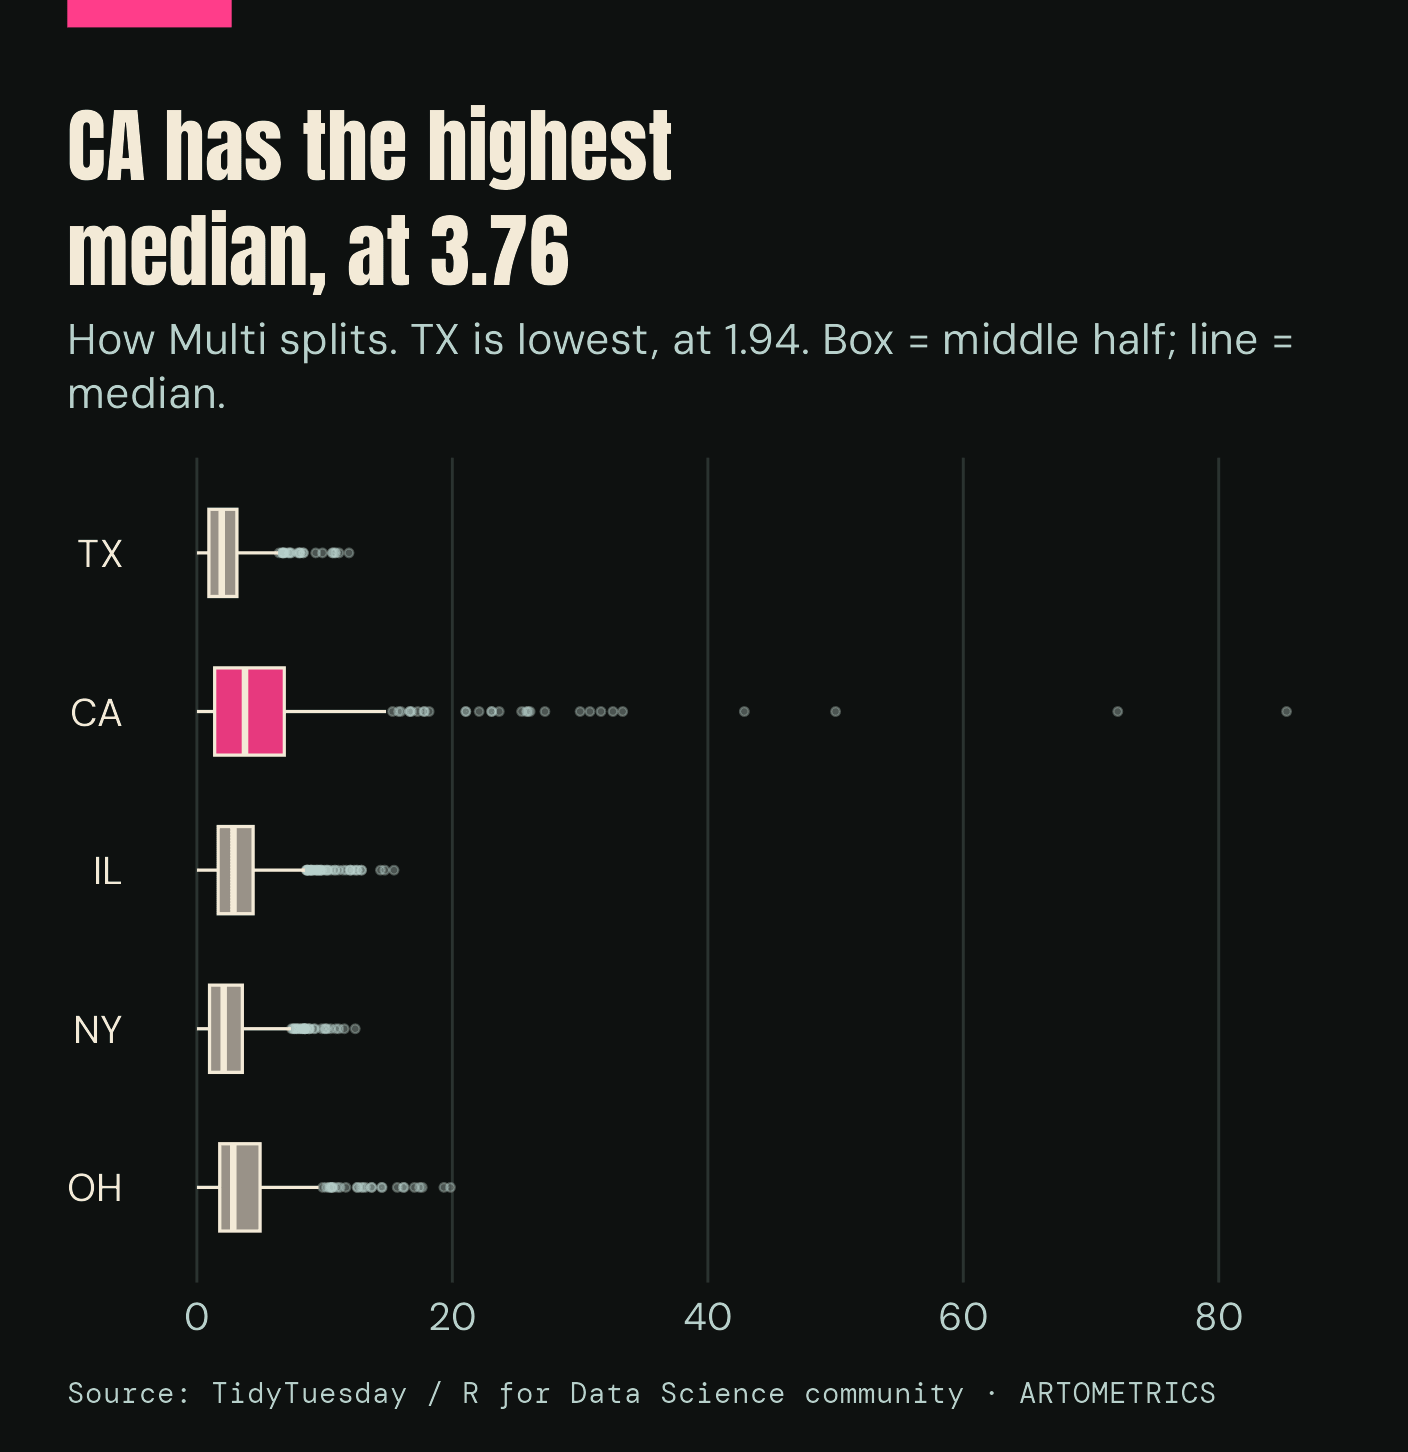 CA has the highest
median, at 3.76
How Multi splits. TX is lowest, at 1.94. Box = middle half; line =
median.
TX
CA
IL
NY
OH
0 20 40 60 80
Source: TidyTuesday / R for Data Science community · ARTOMETRICS